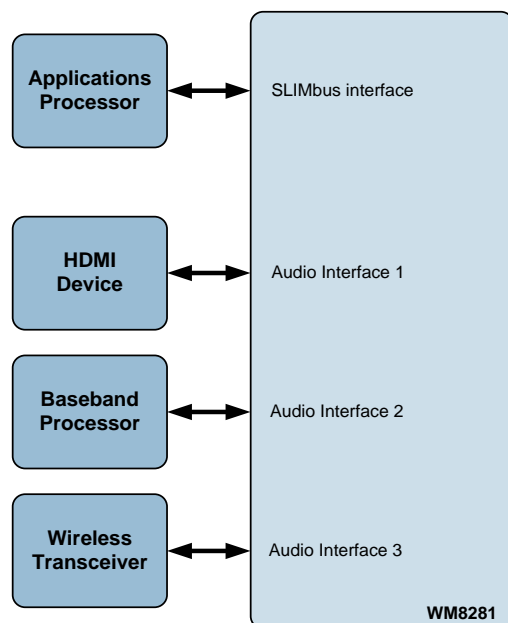 Applications
Processor
SLIMbus interface
HDMI
Device
Audio Interface 1
Baseband
Processor
Audio Interface 2
Wireless
Transceiver
Audio Interface 3
WM8281